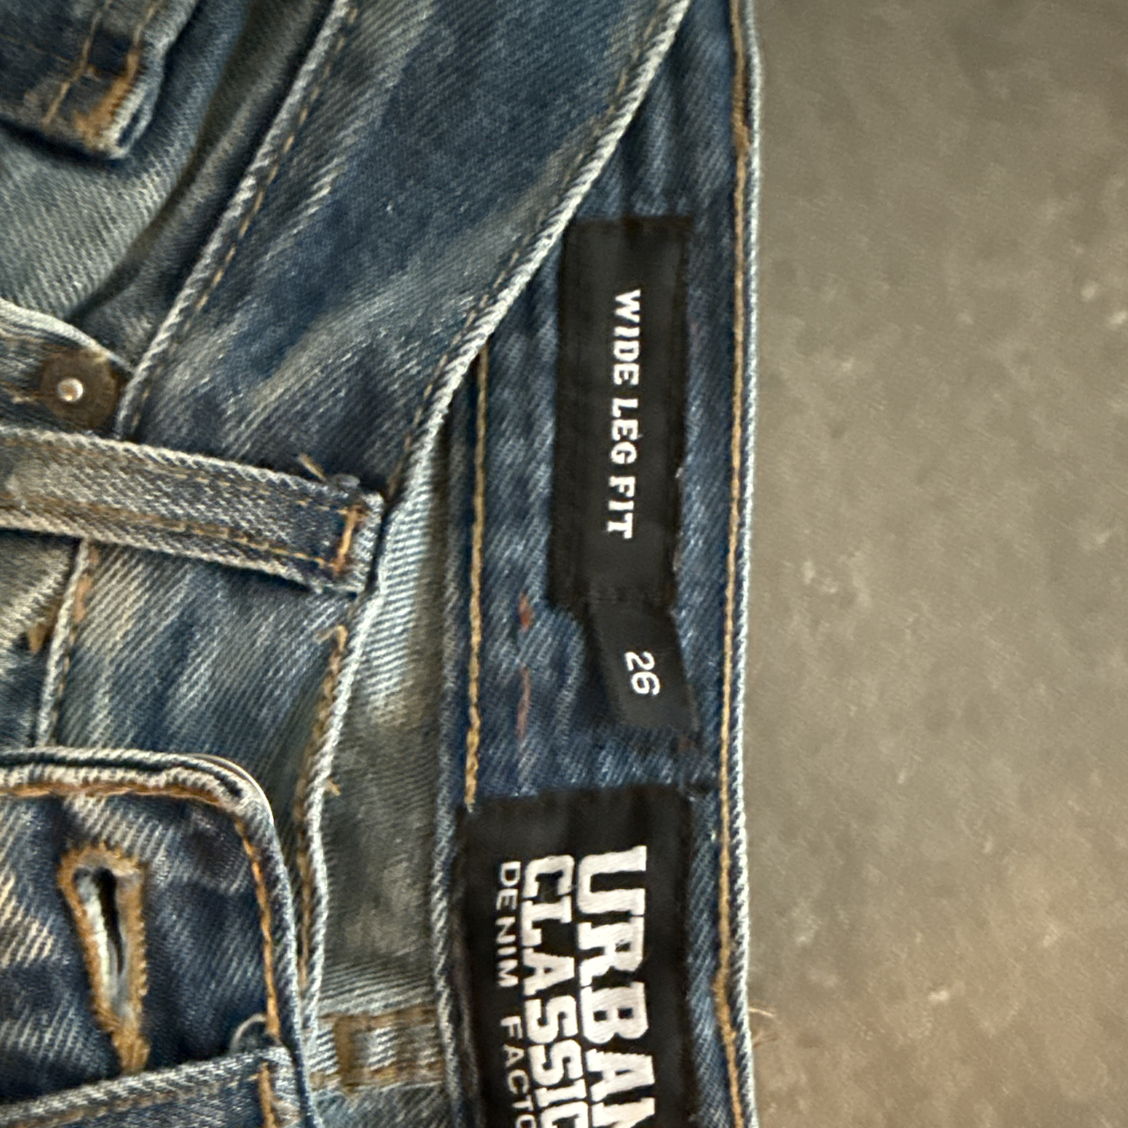 WIDE LEG FIT
26
URBAN
CLASSIC
DENIM FACTO